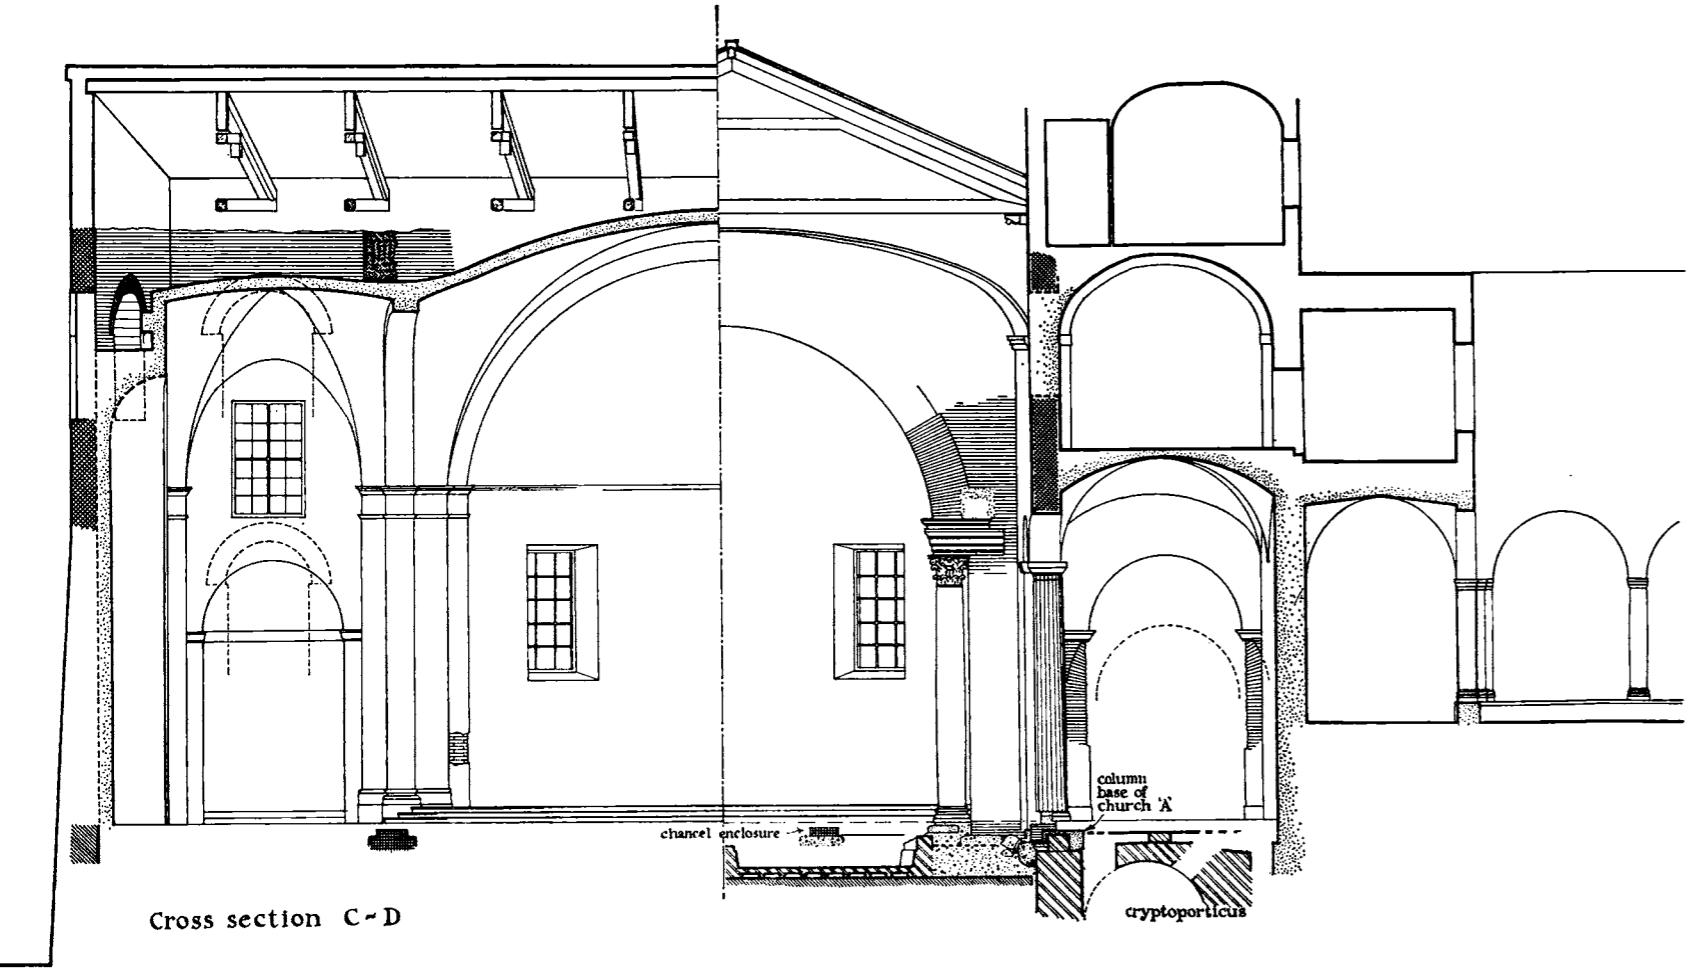 column
base of
church 'A'
chancel enclosure
cryptoporticus
Cross section C~D